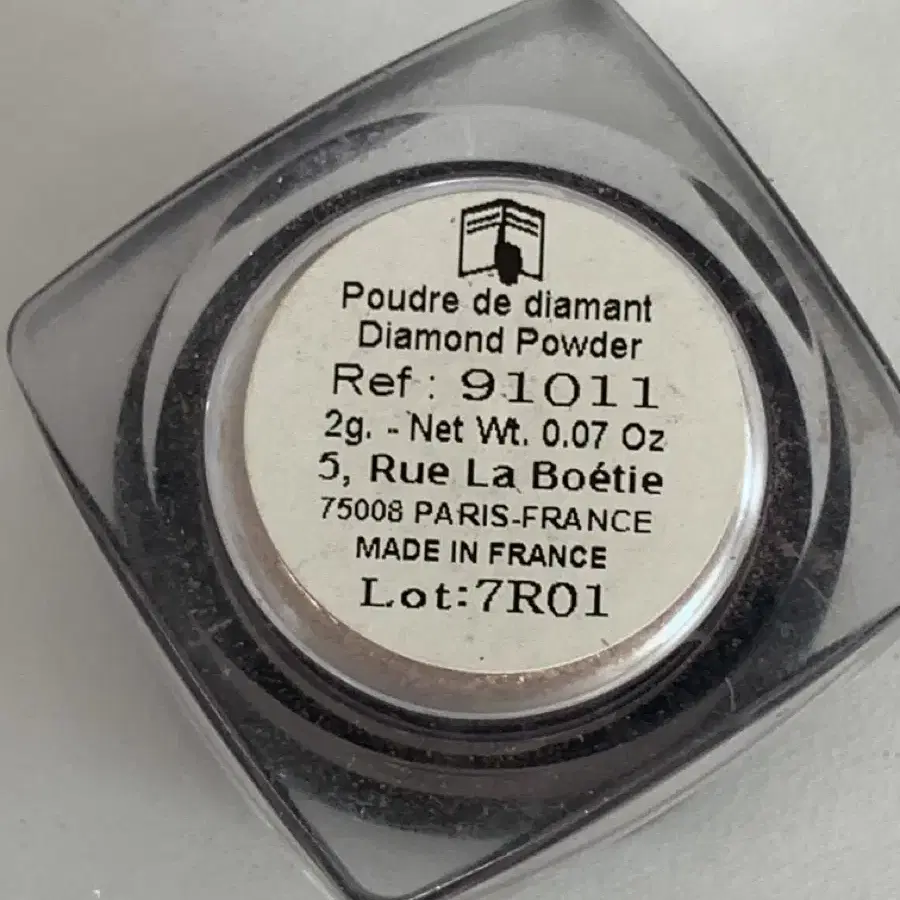 Poudre de diamant
Diamond Powder
Ref : 91011
2g. - Net Wt. 0.07 Oz
5, Rue La Boétie
75008 PARIS-FRANCE
MADE IN FRANCE
Lot:7R01